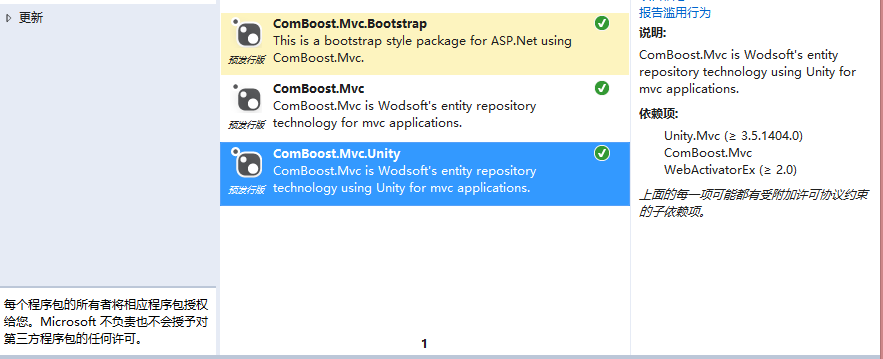 更新
ComBoost.Mvc.Bootstrap
This is a bootstrap style package for ASP.Net using
ComBoost.Mvc.
预发行版
ComBoost.Mvc
ComBoost.Mvc is Wodsoft's entity repository
technology for mvc applications.
预发行版
ComBoost.Mvc.Unity
ComBoost.Mvc is Wodsoft's entity repository
technology using Unity for mvc applications.
预发行版
报告滥用行为
说明:
ComBoost.Mvc is Wodsoft's entity
repository technology using Unity for
mvc applications.
依赖项:
Unity.Mvc (≥ 3.5.1404.0)
ComBoost.Mvc
WebActivatorEx (≥ 2.0)
上面的每一项可能都有受附加许可协议约束
的子依赖项。
每个程序包的所有者将相应程序包授权
给您。Microsoft 不负责也不会授予对
第三方程序包的任何许可。
1